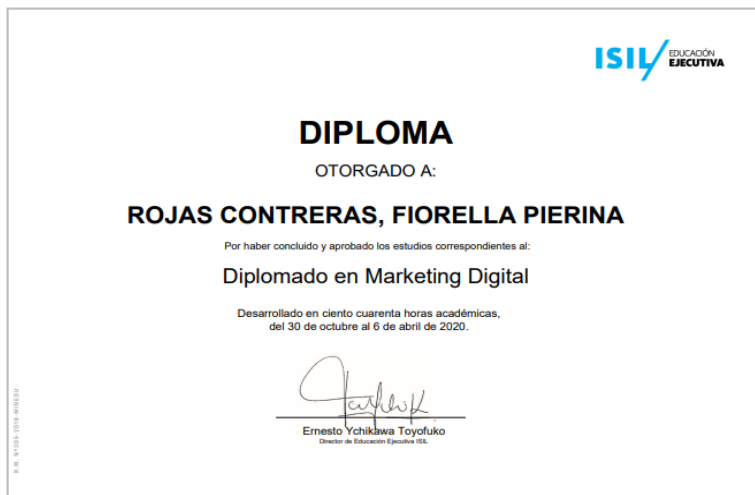 ISIL/ EDUCACIÓN
EJECUTIVA
DIPLOMA
OTORGADO A:
ROJAS CONTRERAS, FIORELLA PIERINA
Por haber concluido y aprobado los estudios correspondientes al:
Diplomado en Marketing Digital
Desarrollado en ciento cuarenta horas académicas,
del 30 de octubre al 6 de abril de 2020.
Ernesto Ychikawa Toyofuko
Director de Educación Ejecutiva ISIL